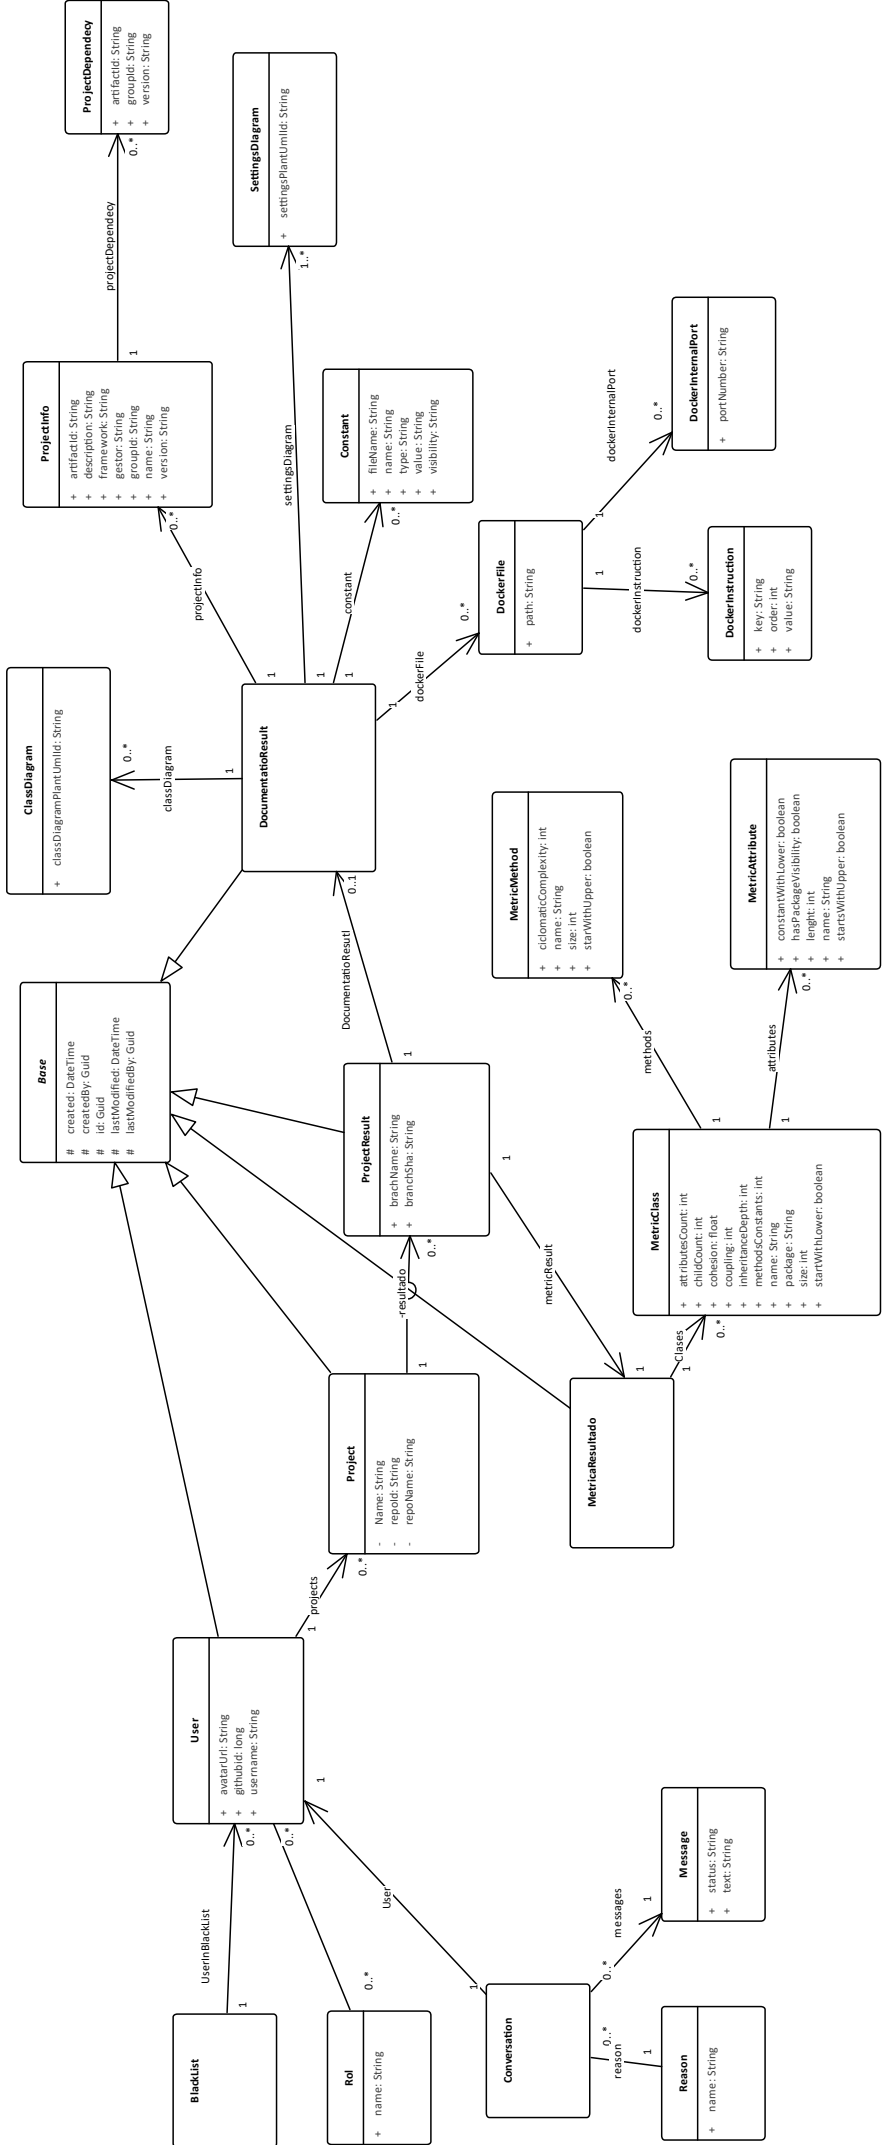 ProjectDependecy
+ artifactId: String
+ groupId: String
+ version: String
0..*
projectDependecy
1
ProjectInfo
+ artifactId: String
+ description: String
+ framework: String
+ gestor: String
+ groupId: String
+ name: String
+ version: String
0..*
projectInfo
1
SettingsDIagram
+ settingsPlantUmlId: String
1..*
settingsDiagram
1
Constant
+ fileName: String
+ name: String
+ type: String
+ value: String
+ visibility: String
0..*
constant
1
ClassDiagram
+ classDiagramPlantUmlId: String
0..*
classDiagram
1
DocumentatioResult
1
dockerFile
0..*
DockerFile
+ path: String
1
dockerInternalPort
0..*
DockerInternalPort
+ portNumber: String
1
dockerInstruction
0..*
DockerInstruction
+ key: String
+ order: int
+ value: String
Base
# created: DateTime
# createdBy: Guid
# id: Guid
# lastModified: DateTime
# lastModifiedBy: Guid
0..1
DocumentatioResutl
1
ProjectResult
+ brachName: String
+ branchSha: String
0..*
-resultado
1
1
metricResult
1
MetricMethod
+ ciclomaticComplexity: int
+ name: String
+ size: int
+ starWithUpper: boolean
0..*
methods
1
MetricAttribute
+ constantWithLower: boolean
+ hasPackageVisibility: boolean
+ lenght: int
+ name: String
+ startsWithUpper: boolean
0..*
attributes
1
MetricClass
+ attributesCount: int
+ childCount: int
+ cohesion: float
+ coupling: int
+ inheritanceDepth: int
+ methodsConstants: int
+ name: String
+ package: String
+ size: int
+ startWithLower: boolean
0..*
Clases
1
MetricaResultado
Project
- Name: String
- repoId: String
- repoName: String
0..*
projects
1
User
+ avatarUrl: String
+ githubid: long
+ username: String
0..*
UserInBlackList
1
BlackList
0..*
0..*
Rol
+ name: String
1
User
1
Conversation
0..*
messages
1
Message
+ status: String
+ text: String
0..*
reason
1
Reason
+ name: String